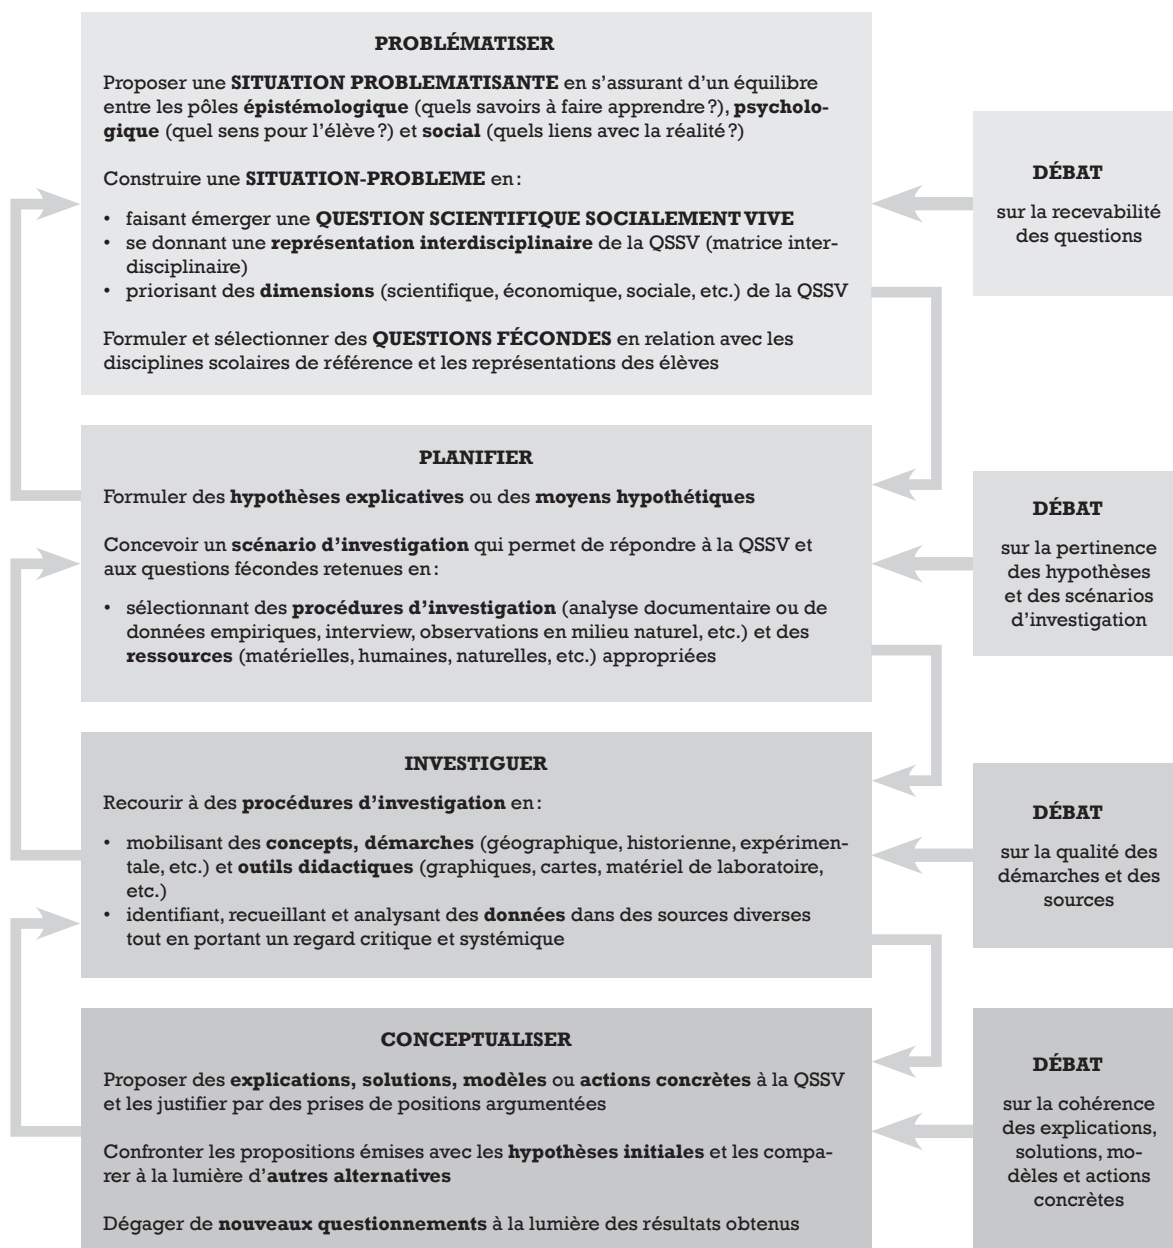 PROBLÉMATISER
Proposer une SITUATION PROBLEMATISANTE en s'assurant d'un équilibre
entre les pôles épistémologique (quels savoirs à faire apprendre ?), psycholo-
gique (quel sens pour l'élève ?) et social (quels liens avec la réalité ?)
Construire une SITUATION-PROBLEME en :
• faisant émerger une QUESTION SCIENTIFIQUE SOCIALEMENT VIVE
• se donnant une représentation interdisciplinaire de la QSSV (matrice inter-
disciplinaire)
• priorisant des dimensions (scientifique, économique, sociale, etc.) de la QSSV
Formuler et sélectionner des QUESTIONS FÉCONDES en relation avec les
disciplines scolaires de référence et les représentations des élèves
DÉBAT
sur la recevabilité
des questions
PLANIFIER
Formuler des hypothèses explicatives ou des moyens hypothétiques
Concevoir un scénario d'investigation qui permet de répondre à la QSSV et
aux questions fécondes retenues en :
• sélectionnant des procédures d'investigation (analyse documentaire ou de
données empiriques, interview, observations en milieu naturel, etc.) et des
ressources (matérielles, humaines, naturelles, etc.) appropriées
DÉBAT
sur la pertinence
des hypothèses
et des scénarios
d'investigation
INVESTIGUER
Recourir à des procédures d'investigation en :
• mobilisant des concepts, démarches (géographique, historienne, expérimen-
tale, etc.) et outils didactiques (graphiques, cartes, matériel de laboratoire,
etc.)
• identifiant, recueillant et analysant des données dans des sources diverses
tout en portant un regard critique et systémique
DÉBAT
sur la qualité des
démarches et des
sources
CONCEPTUALISER
Proposer des explications, solutions, modèles ou actions concrètes à la QSSV
et les justifier par des prises de positions argumentées
Confronter les propositions émises avec les hypothèses initiales et les compa-
rer à la lumière d'autres alternatives
Dégager de nouveaux questionnements à la lumière des résultats obtenus
DÉBAT
sur la cohérence
des explications,
solutions, mo-
dèles et actions
concrètes